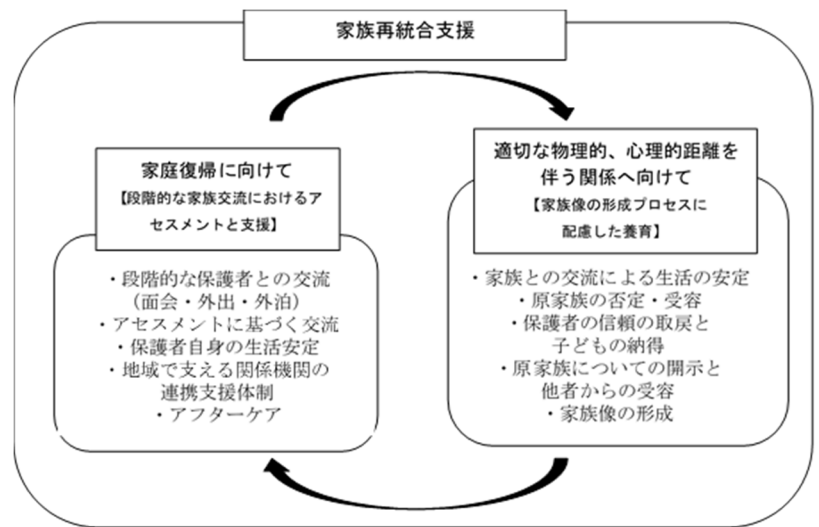 家族再統合支援
家庭復帰に向けて
【段階的な家族交流におけるア
セスメントと支援】
・段階的な保護者との交流
（面会・外出・外泊）
・アセスメントに基づく交流
・保護者自身の生活安定
・地域で支える関係機関の
連携支援体制
・アフターケア
適切な物理的、心理的距離を
伴う関係へ向けて
【家族像の形成プロセスに
配慮した養育】
・家族との交流による生活の安定
・原家族の否定・受容
・保護者の信頼の取戻と
子どもの納得
・原家族についての開示と
他者からの受容
・家族像の形成